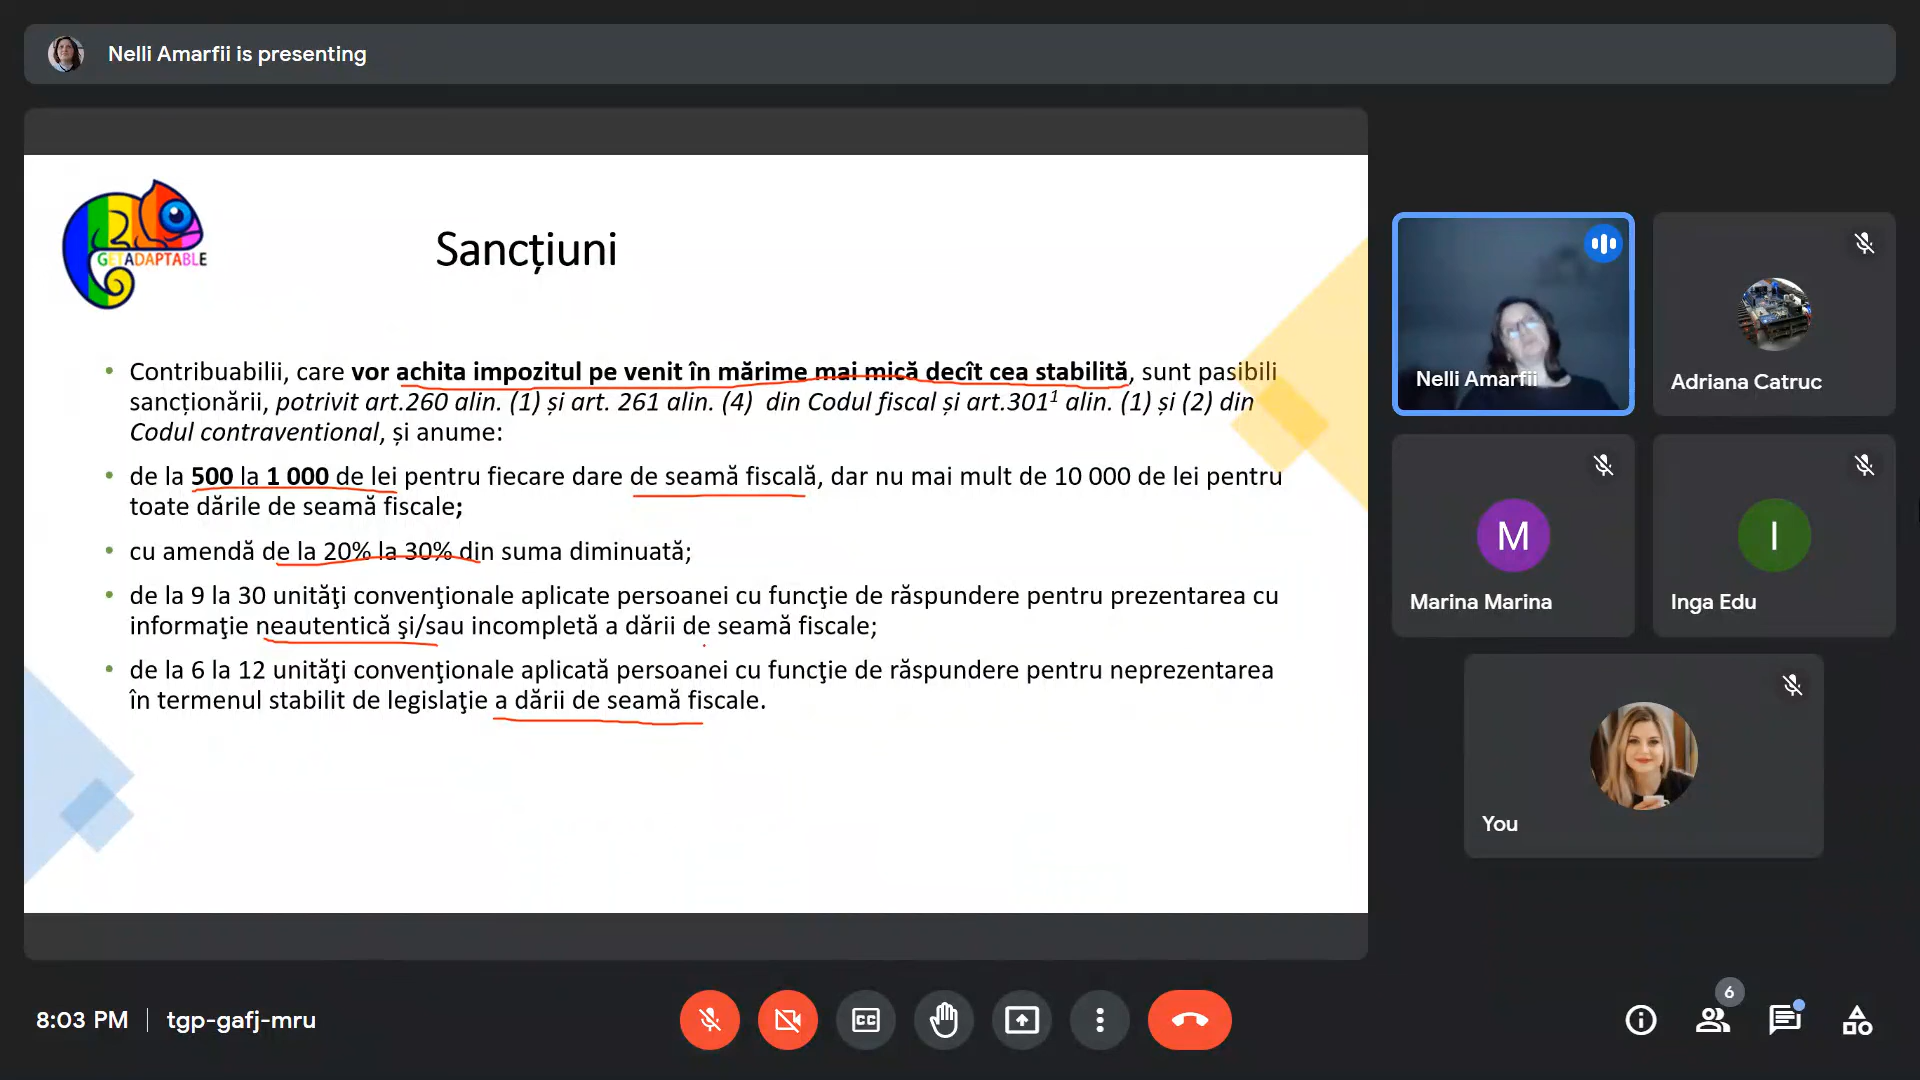 Nelli Amarfii is presenting
GETADAPTABLE
Sancțiuni
• Contribuabilii, care vor achita impozitul pe venit în mărime mai mică decît cea stabilită, sunt pasibili
sancționării, potrivit art.260 alin. (1) și art. 261 alin. (4) din Codul fiscal și art.301¹ alin. (1) și (2) din
Codul contraventional, și anume:
• de la 500 la 1 000 de lei pentru fiecare dare de seamă fiscală, dar nu mai mult de 10 000 de lei pentru
toate dările de seamă fiscale;
• cu amendă de la 20% la 30% din suma diminuată;
• de la 9 la 30 unităţi convenţionale aplicate persoanei cu funcţie de răspundere pentru prezentarea cu
informaţie neautentică şi/sau incompletă a dării de seamă fiscale;
• de la 6 la 12 unităţi convenţionale aplicată persoanei cu funcţie de răspundere pentru neprezentarea
în termenul stabilit de legislaţie a dării de seamă fiscale.
Nelli Amarfii
Adriana Catruc
M
Marina Marina
I
Inga Edu
You
8:03 PM | tgp-gafj-mru
CC
6